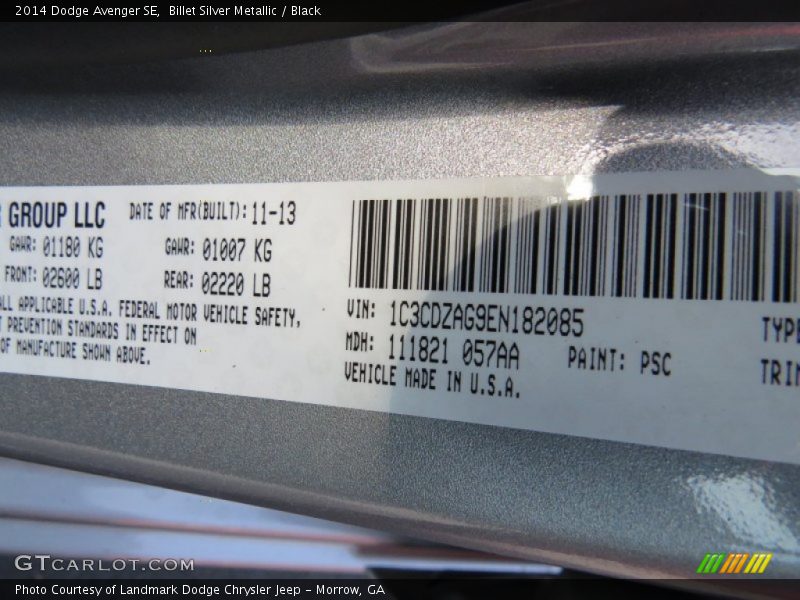 2014 Dodge Avenger SE,  Billet Silver Metallic / Black
GROUP LLC
DATE OF MFR(BUILT): 11-13
GAWR: 01180 KG
GAWR: 01007 KG
FRONT: 02600 LB
REAR: 02220 LB
ALL APPLICABLE U.S.A. FEDERAL MOTOR VEHICLE SAFETY,
PREVENTION STANDARDS IN EFFECT ON
OF MANUFACTURE SHOWN ABOVE.
VIN: 1C3CDZAG9EN182085
MDH: 111821 057AA
PAINT: PSC
VEHICLE MADE IN U.S.A.
TYPE
TRIM
GTCARLOT.COM
Photo Courtesy of Landmark Dodge Chrysler Jeep - Morrow, GA